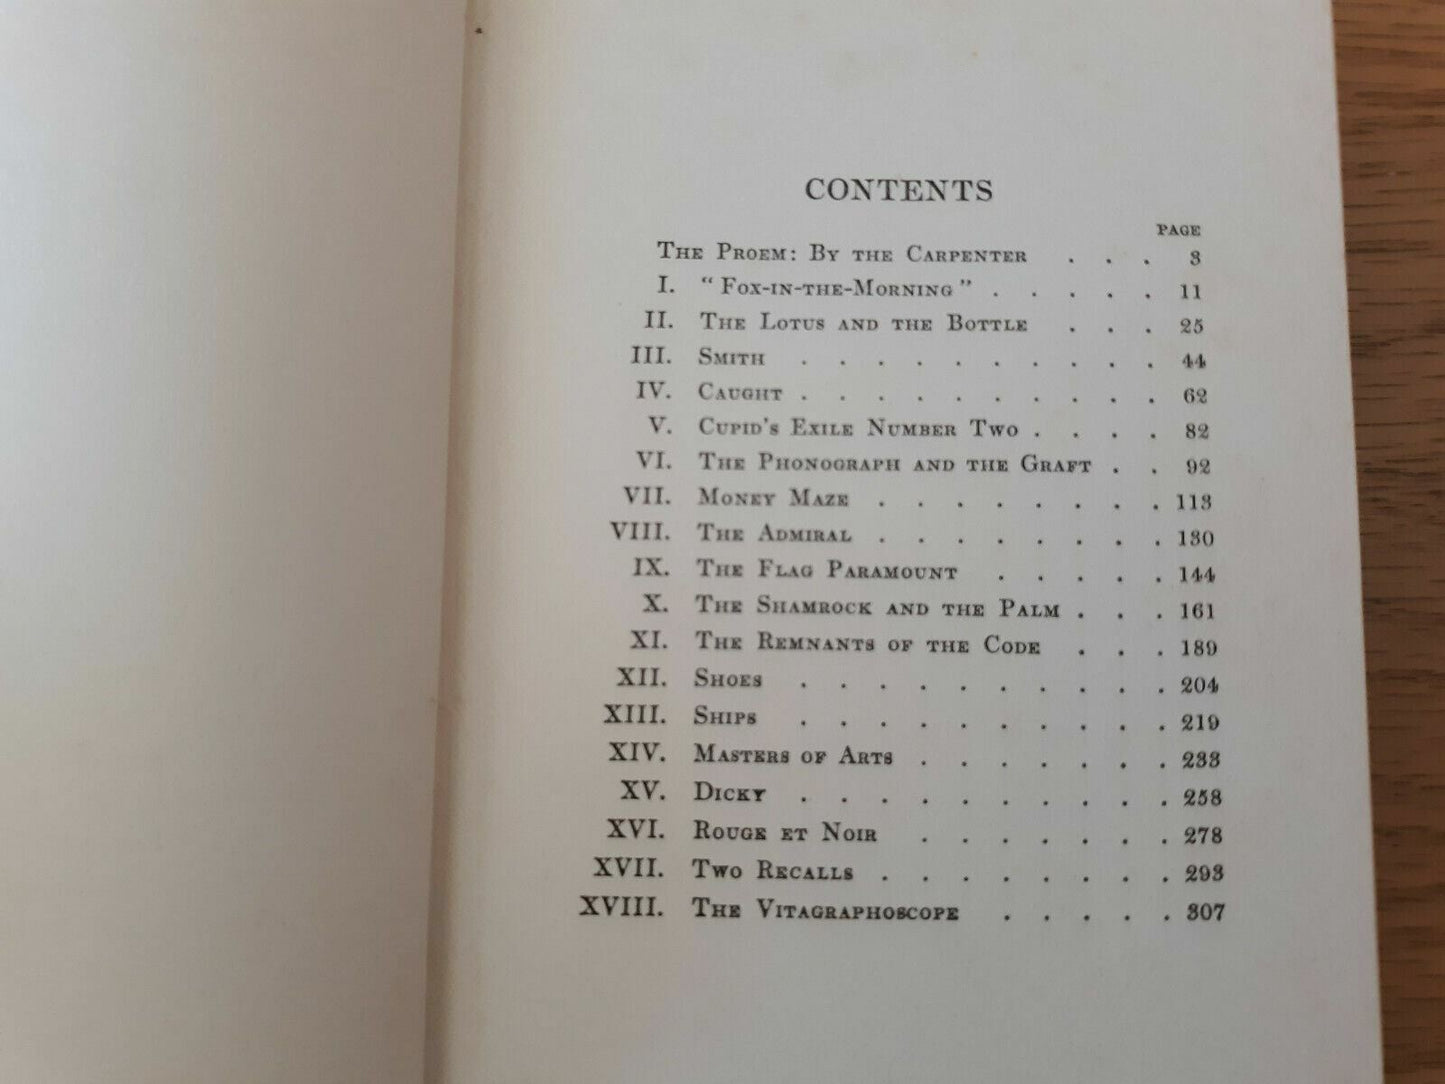 CONTENTS
PAGE
THE PROEM: BY THE CARPENTER . . . 3
I. "FOX-IN-THE-MORNING" . . . . . 11
II. THE LOTUS AND THE BOTTLE . . . 25
III. SMITH . . . . . . . . . . 44
IV. CAUGHT . . . . . . . . . . 62
V. CUPID'S EXILE NUMBER TWO . . . . 82
VI. THE PHONOGRAPH AND THE GRAFT . . 92
VII. MONEY MAZE . . . . . . . . 113
VIII. THE ADMIRAL . . . . . . . . 130
IX. THE FLAG PARAMOUNT . . . . . 144
X. THE SHAMROCK AND THE PALM . . . 161
XI. THE REMNANTS OF THE CODE . . . 189
XII. SHOES . . . . . . . . . . 204
XIII. SHIPS . . . . . . . . . . 219
XIV. MASTERS OF ARTS . . . . . . . 233
XV. DICKY . . . . . . . . . . 258
XVI. ROUGE ET NOIR . . . . . . . 278
XVII. TWO RECALLS . . . . . . . . 293
XVIII. THE VITAGRAPHOSCOPE . . . . . 307